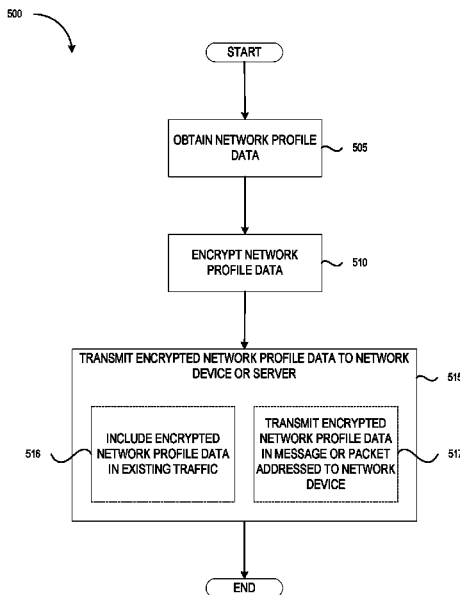 500
START
OBTAIN NETWORK PROFILE
DATA
505
ENCRYPT NETWORK
PROFILE DATA
510
TRANSMIT ENCRYPTED NETWORK PROFILE DATA TO NETWORK
DEVICE OR SERVER
515
516
INCLUDE ENCRYPTED
NETWORK PROFILE DATA
IN EXISTING TRAFFIC
TRANSMIT ENCRYPTED
NETWORK PROFILE DATA
IN MESSAGE OR PACKET
ADDRESSED TO NETWORK
DEVICE
517
END